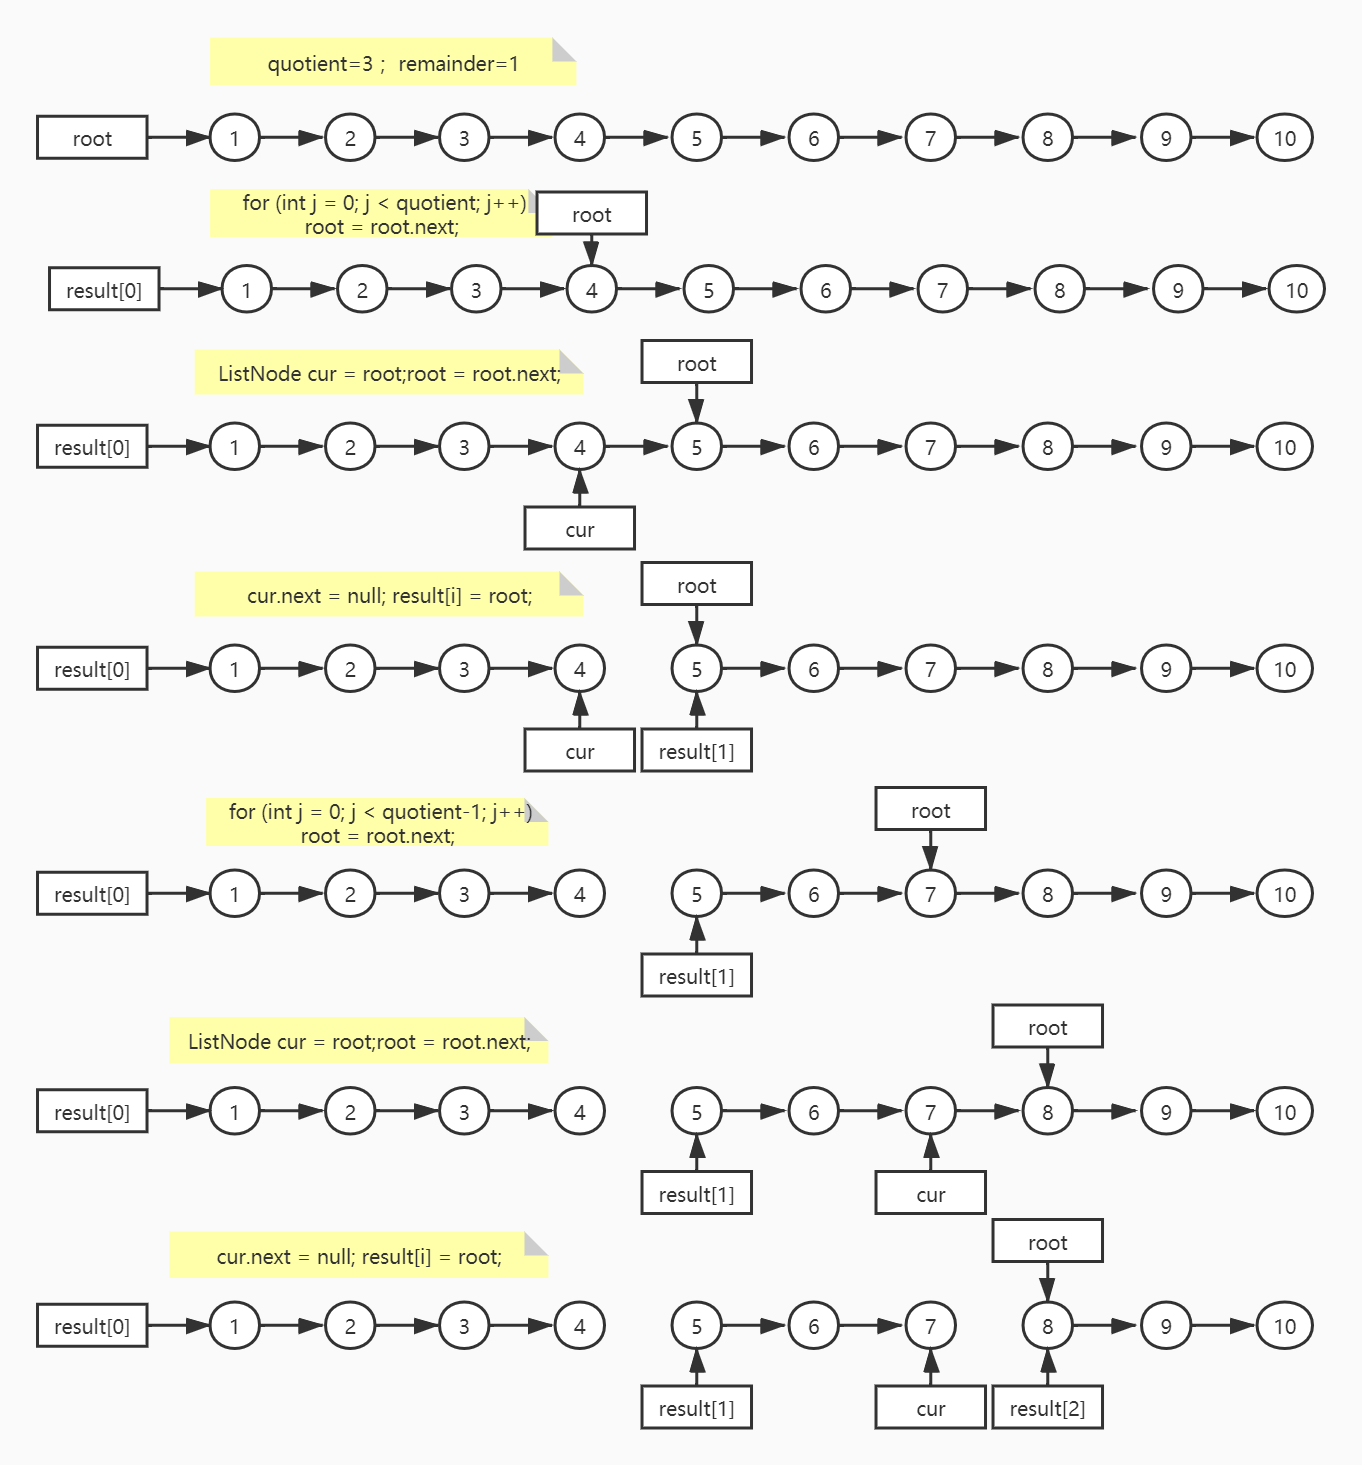 quotient=3 ; remainder=1
root 1 2 3 4 5 6 7 8 9 10
for (int j = 0; j < quotient; j++)
root = root.next;
root
result[0] 1 2 3 4 5 6 7 8 9 10
root
ListNode cur = root;root = root.next;
result[0] 1 2 3 4 5 6 7 8 9 10
cur
root
cur.next = null; result[i] = root;
result[0] 1 2 3 4 5 6 7 8 9 10
cur result[1]
root
for (int j = 0; j < quotient-1; j++)
root = root.next;
result[0] 1 2 3 4 5 6 7 8 9 10
result[1]
root
ListNode cur = root;root = root.next;
result[0] 1 2 3 4 5 6 7 8 9 10
result[1] cur
root
cur.next = null; result[i] = root;
result[0] 1 2 3 4 5 6 7 8 9 10
result[1] cur result[2]